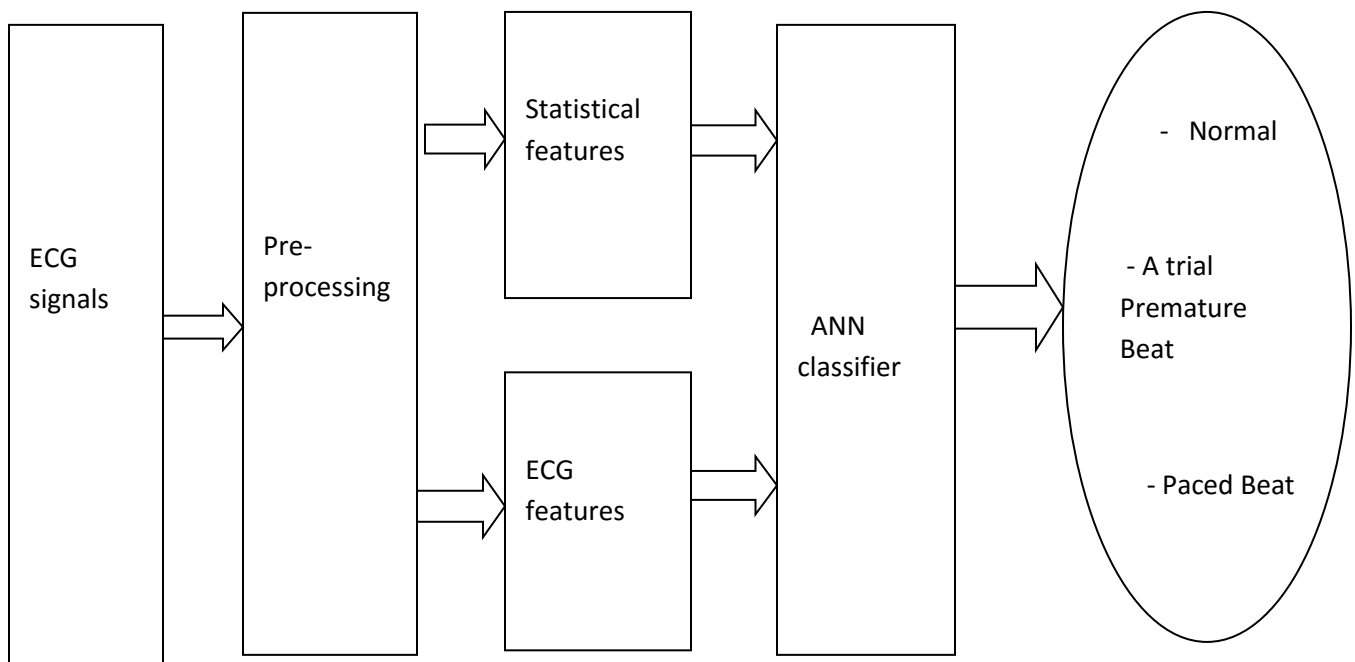 ECG
signals
Pre-
processing
Statistical
features
ECG
features
ANN
classifier
- Normal
- A trial
Premature
Beat
- Paced Beat